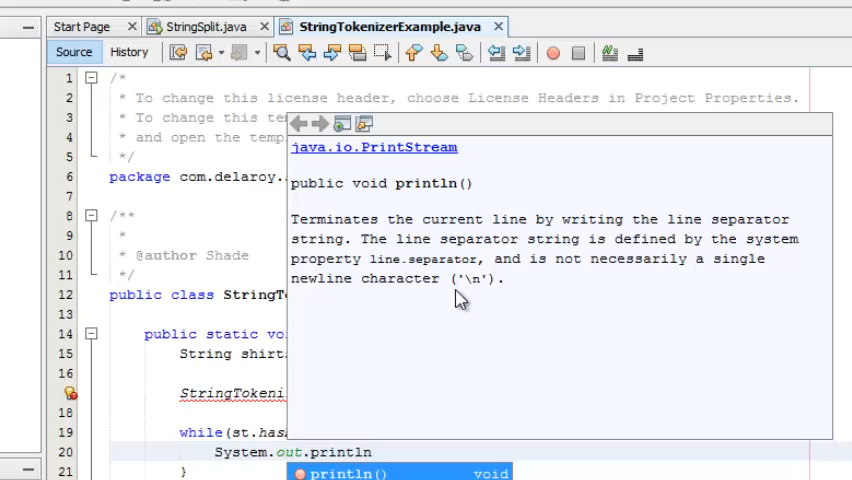 Start Page
StringSplit.java
StringTokenizerExample.java
Source
History
1 /*
2 * To change this license header, choose License Headers in Project Properties.
3 * To change this te
4 * and open the temp
5 */
6 package com.delaroy.
7
8 /**
9 *
10 * @author Shade
11 */
12 public class StringTo
14 public static vo
15 String shirt
16
StringTokeni
18
19 while(st.has
20 System.out.println
21 }
java.io.PrintStream
public void println()
Terminates the current line by writing the line separator
string. The line separator string is defined by the system
property line.separator, and is not necessarily a single
newline character ('\n').
println() void